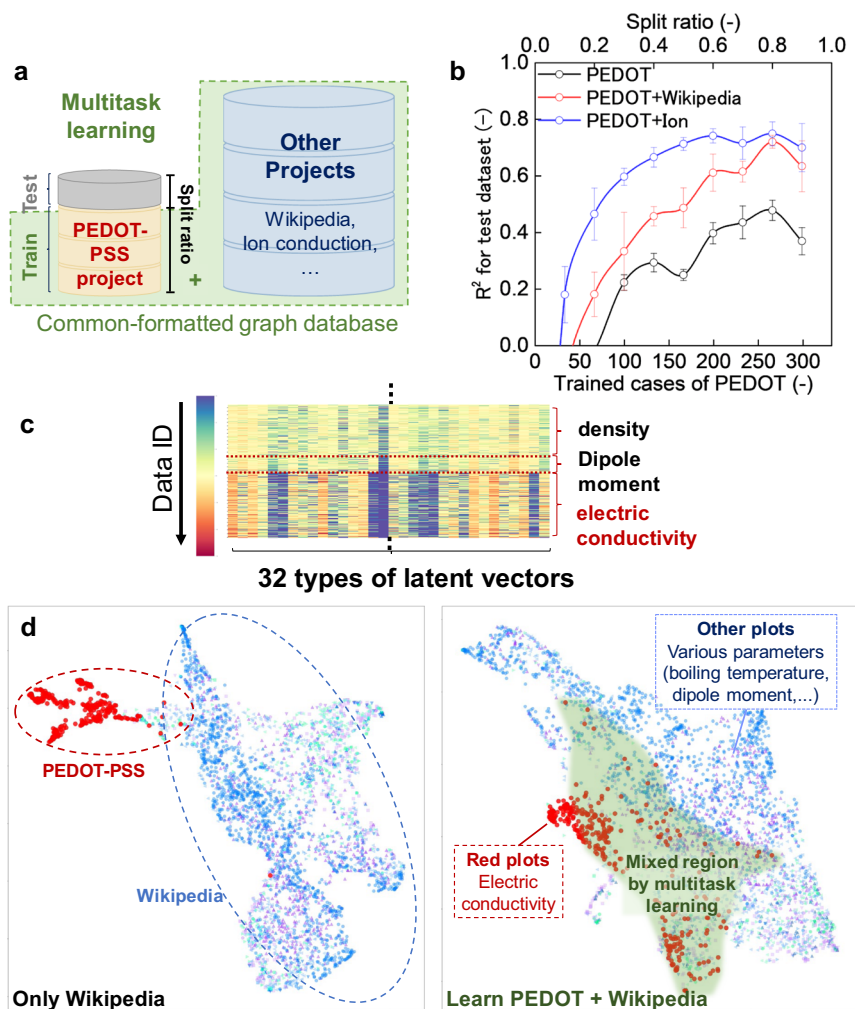 a
Multitask
learning
Test
Train
PEDOT-
PSS
project
Split ratio
+
Other
Projects
Wikipedia,
Ion conduction,
...
Common-formatted graph database
b
Split ratio (-)
0.0 0.2 0.4 0.6 0.8 1.0
PEDOT
PEDOT+Wikipedia
PEDOT+Ion
R² for test dataset (–)
1.0
0.8
0.6
0.4
0.2
0.0
0 50 100 150 200 250 300
Trained cases of PEDOT (-)
c
Data ID
density
Dipole
moment
electric
conductivity
32 types of latent vectors
d
PEDOT-PSS
Wikipedia
Only Wikipedia
Other plots
Various parameters
(boiling temperature,
dipole moment,...)
Red plots
Electric
conductivity
Mixed region
by multitask
learning
Learn PEDOT + Wikipedia